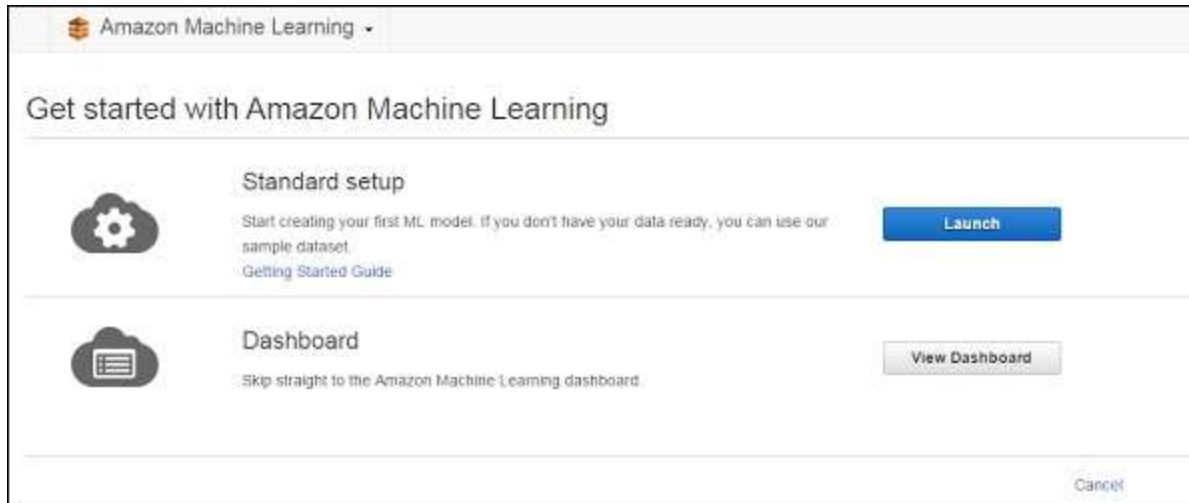 Amazon Machine Learning
Get started with Amazon Machine Learning
Standard setup
Start creating your first ML model. If you don't have your data ready, you can use our
sample dataset.
Getting Started Guide
Launch
Dashboard
Skip straight to the Amazon Machine Learning dashboard.
View Dashboard
Cancel